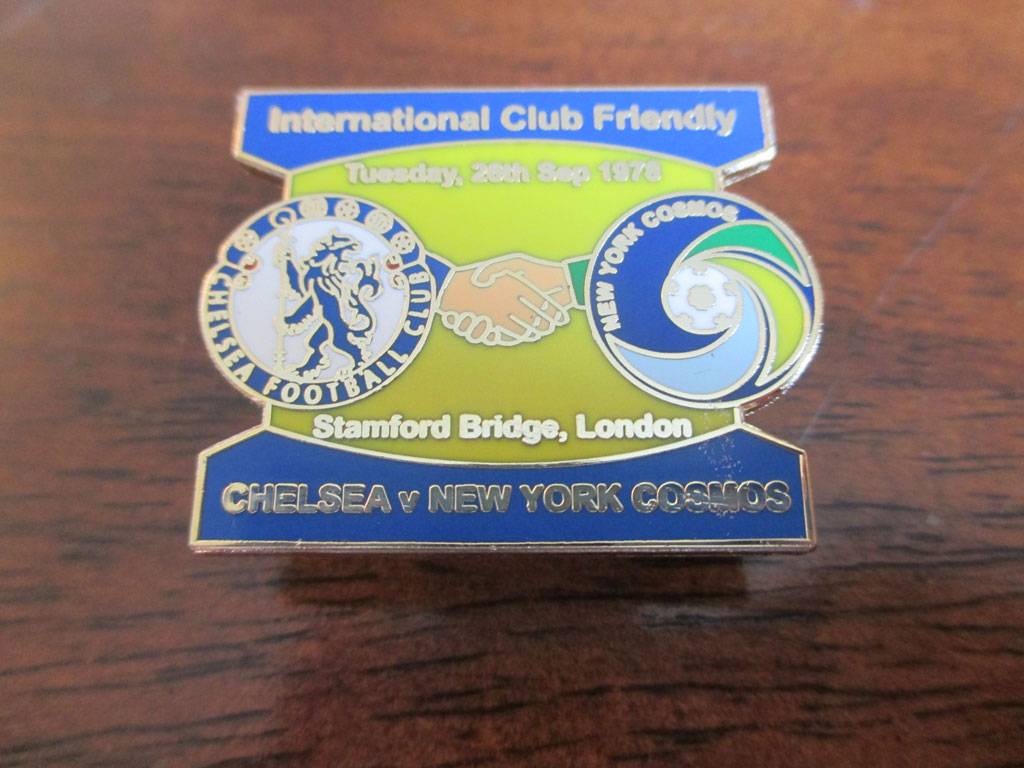 International Club Friendly
Tuesday, 26th Sep 1978
CHELSEA FOOTBALL CLUB
NEW YORK COSMOS
Stamford Bridge, London
CHELSEA v NEW YORK COSMOS